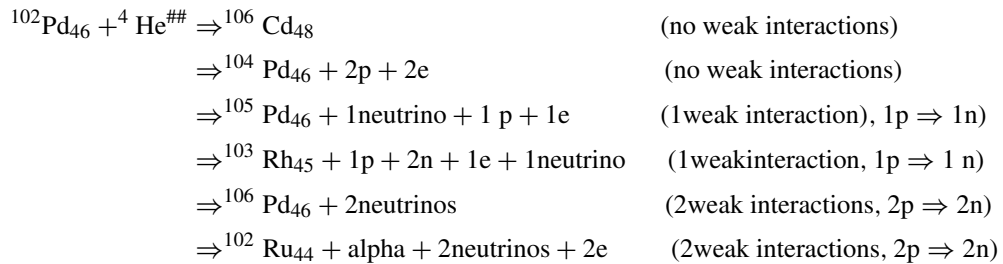 ¹⁰²Pd₄₆ +⁴ He^## ⇒¹⁰⁶ Cd₄₈ (no weak interactions)
⇒¹⁰⁴ Pd₄₆ + 2p + 2e (no weak interactions)
⇒¹⁰⁵ Pd₄₆ + 1neutrino + 1 p + 1e (1weak interaction), 1p ⇒ 1n)
⇒¹⁰³ Rh₄₅ + 1p + 2n + 1e + 1neutrino (1weakinteraction, 1p ⇒ 1 n)
⇒¹⁰⁶ Pd₄₆ + 2neutrinos (2weak interactions, 2p ⇒ 2n)
⇒¹⁰² Ru₄₄ + alpha + 2neutrinos + 2e (2weak interactions, 2p ⇒ 2n)